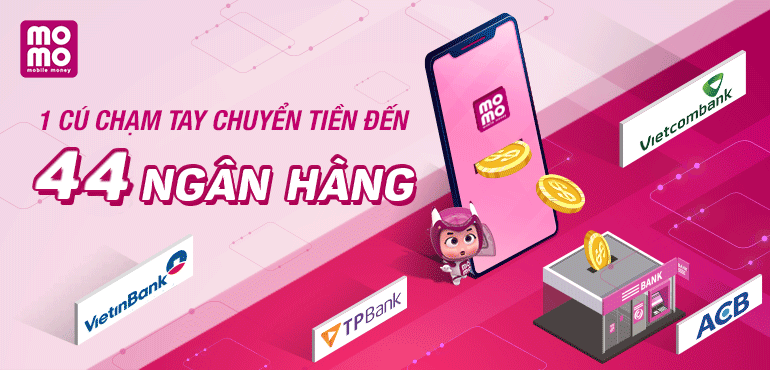 mo
mo
mobile money
1 CÚ CHẠM TAY CHUYỂN TIỀN ĐẾN
44 NGÂN HÀNG
mo
mo
Vietcombank
VietinBank
TPBank
BANK
ACB